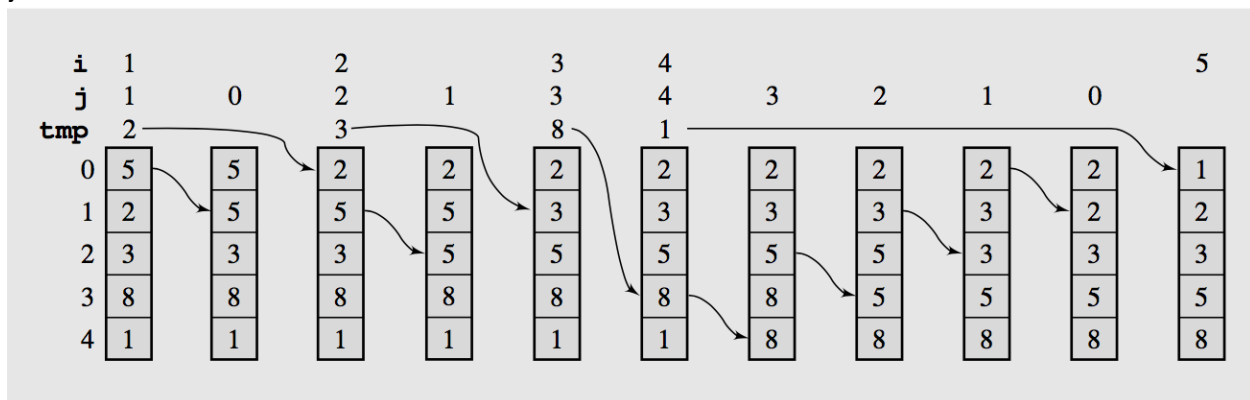 i 1 2 3 4 5
j 1 0 2 1 3 4 3 2 1 0
tmp 2 3 8 1
0 5 5 2 2 2 2 2 2 2 2 1
1 2 5 5 5 3 3 3 3 3 2 2
2 3 3 3 5 5 5 5 5 3 3 3
3 8 8 8 8 8 8 8 5 5 5 5
4 1 1 1 1 1 1 8 8 8 8 8